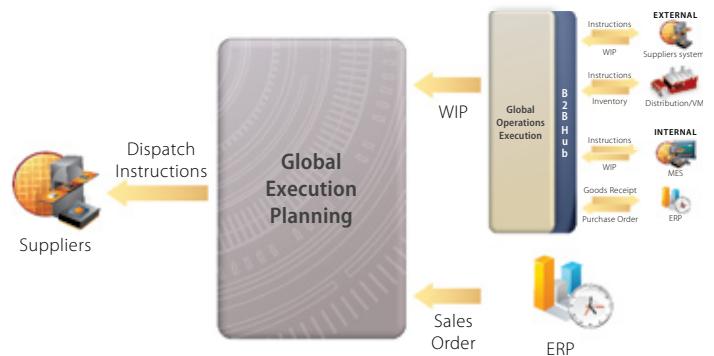 EXTERNAL
Instructions
WIP
Suppliers system
Instructions
Inventory
Distribution/VM
INTERNAL
Instructions
WIP
MES
Goods Receipt
Purchase Order
ERP
B2B Hub
Global
Operations
Execution
WIP
Global
Execution
Planning
Dispatch
Instructions
Suppliers
Sales
Order
ERP